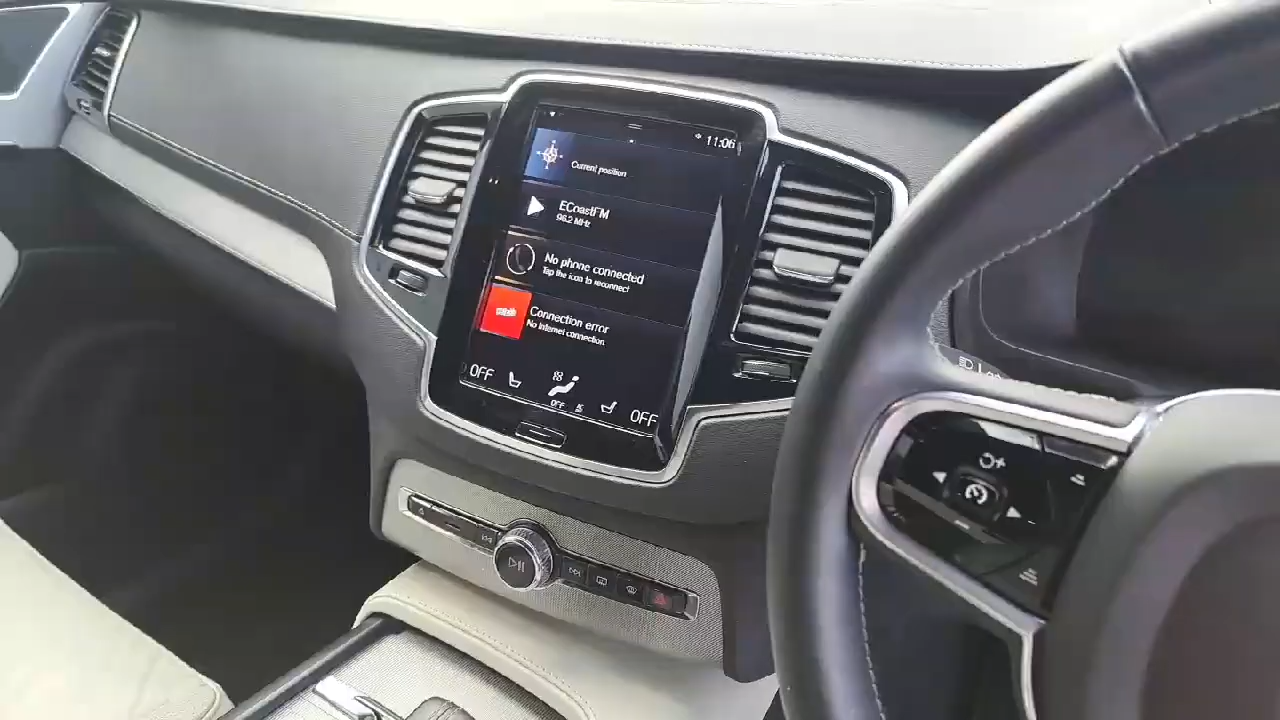 11:06
Current position
ECoastFM
96.2 MHz
No phone connected
Tap the icon to reconnect
Connection error
No internet connection
OFF
OFF
OFF